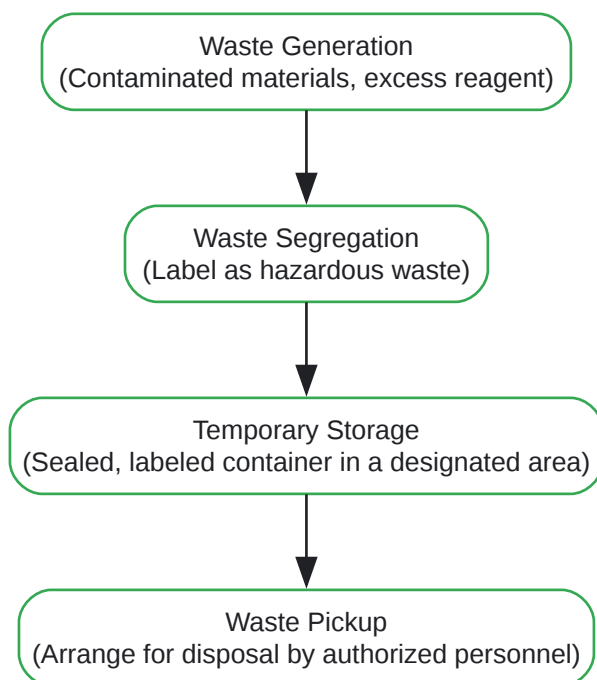 Waste Generation
(Contaminated materials, excess reagent)
Waste Segregation
(Label as hazardous waste)
Temporary Storage
(Sealed, labeled container in a designated area)
Waste Pickup
(Arrange for disposal by authorized personnel)